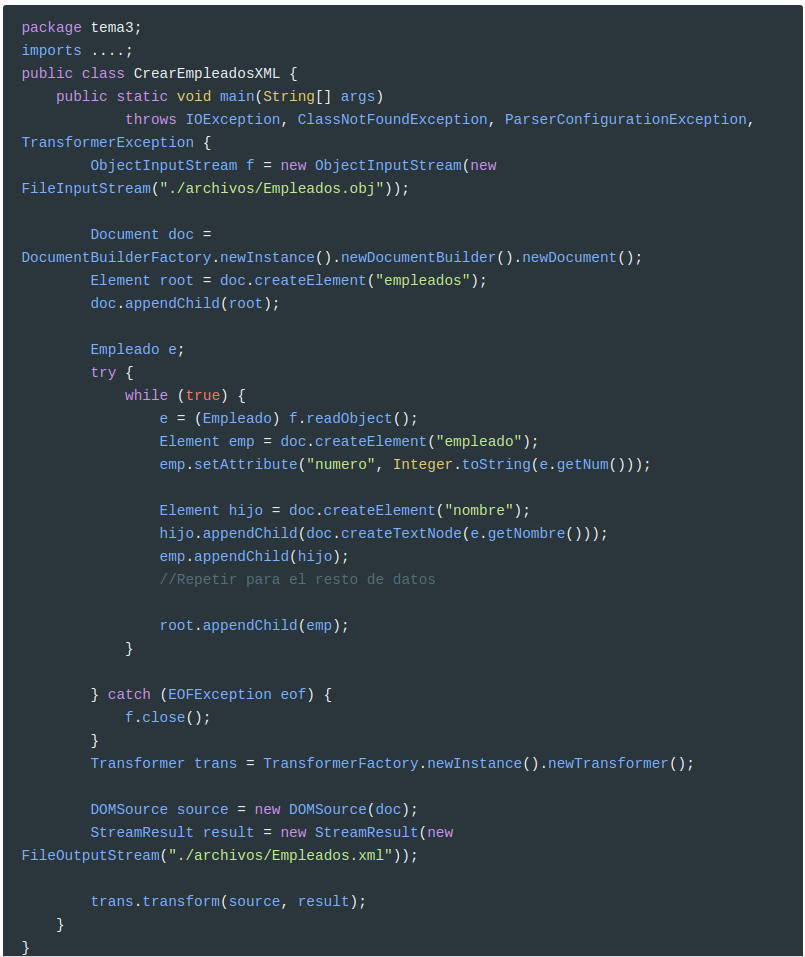 package tema3;
imports ....;
public class CrearEmpleadosXML {
    public static void main(String[] args)
            throws IOException, ClassNotFoundException, ParserConfigurationException,
TransformerException {
        ObjectInputStream f = new ObjectInputStream(new
FileInputStream("./archivos/Empleados.obj"));

        Document doc =
DocumentBuilderFactory.newInstance().newDocumentBuilder().newDocument();
        Element root = doc.createElement("empleados");
        doc.appendChild(root);

        Empleado e;
        try {
            while (true) {
                e = (Empleado) f.readObject();
                Element emp = doc.createElement("empleado");
                emp.setAttribute("numero", Integer.toString(e.getNum()));

                Element hijo = doc.createElement("nombre");
                hijo.appendChild(doc.createTextNode(e.getNombre()));
                emp.appendChild(hijo);
                //Repetir para el resto de datos

                root.appendChild(emp);
            }

        } catch (EOFException eof) {
            f.close();
        }
        Transformer trans = TransformerFactory.newInstance().newTransformer();

        DOMSource source = new DOMSource(doc);
        StreamResult result = new StreamResult(new
FileOutputStream("./archivos/Empleados.xml"));

        trans.transform(source, result);
    }
}